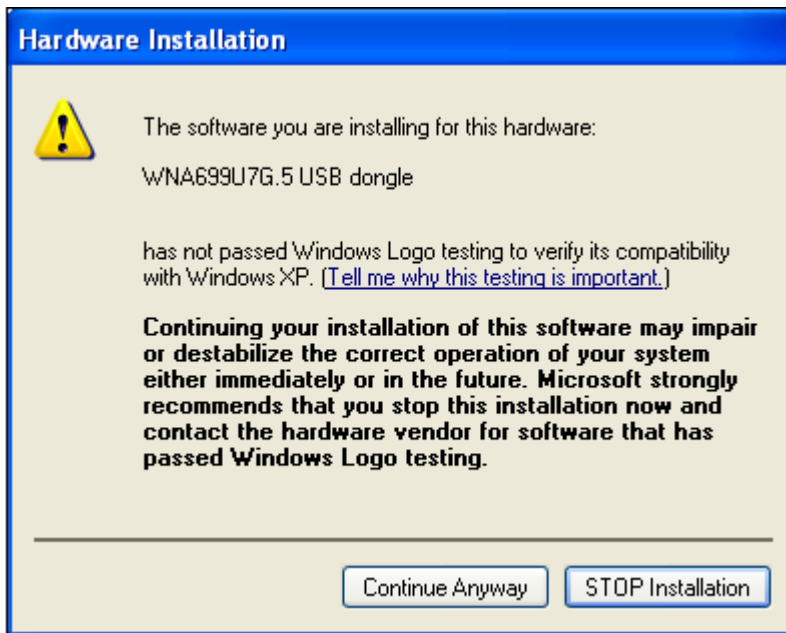 Hardware Installation
The software you are installing for this hardware:
WNA699U7G.5 USB dongle
has not passed Windows Logo testing to verify its compatibility
with Windows XP. (Tell me why this testing is important.)
Continuing your installation of this software may impair
or destabilize the correct operation of your system
either immediately or in the future. Microsoft strongly
recommends that you stop this installation now and
contact the hardware vendor for software that has
passed Windows Logo testing.
Continue Anyway
STOP Installation